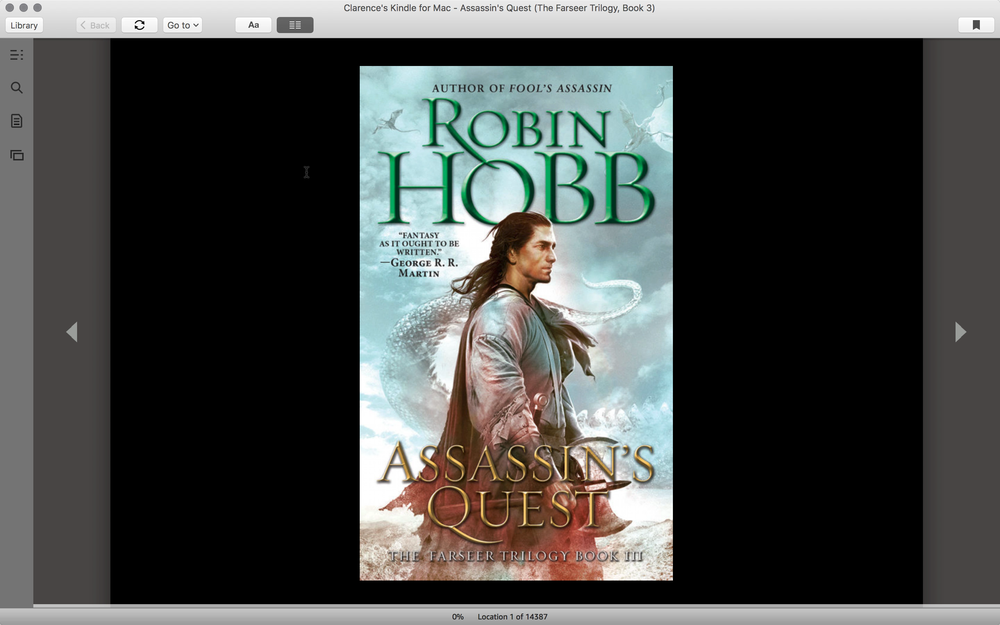 Clarence's Kindle for Mac - Assassin's Quest (The Farseer Trilogy, Book 3)
Library
Back
Go to
Aa
AUTHOR OF FOOL'S ASSASSIN
ROBIN
HOBB
“FANTASY
AS IT OUGHT TO BE
WRITTEN.”
—GEORGE R. R.
MARTIN
ASSASSIN’S
QUEST
THE FARSEER TRILOGY BOOK III
0% Location 1 of 14387